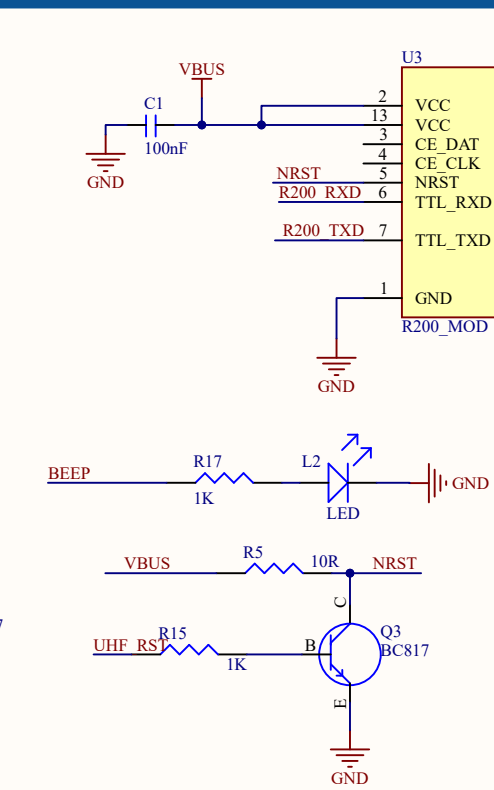 U3
VBUS
C1
100nF
GND
2 VCC
13 VCC
3 CE_DAT
4 CE_CLK
NRST 5 NRST
R200_RXD 6 TTL_RXD
R200_TXD 7 TTL_TXD
1 GND
R200_MOD
GND
BEEP R17 L2 GND
1K LED
VBUS R5 10R NRST
C
Q3
BC817
UHF_RST R15 B
1K
E
GND